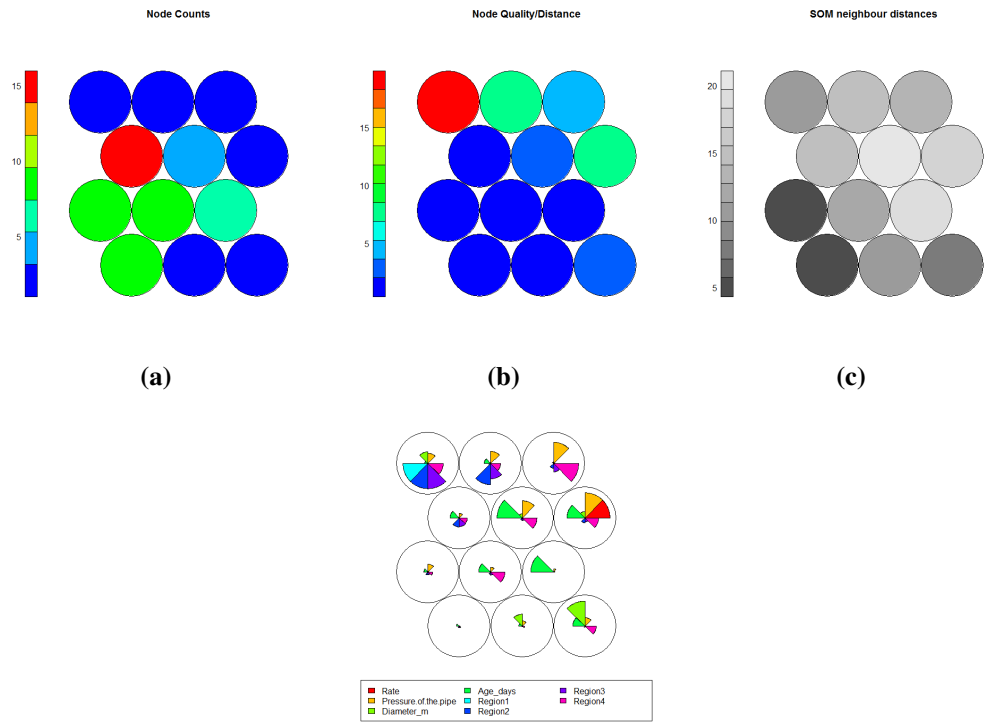 Node Counts
Node Quality/Distance
SOM neighbour distances
15
10
5
15
10
5
20
15
10
5
(a)
(b)
(c)
Rate
Pressure.of.the.pipe
Diameter_m
Age_days
Region1
Region2
Region3
Region4